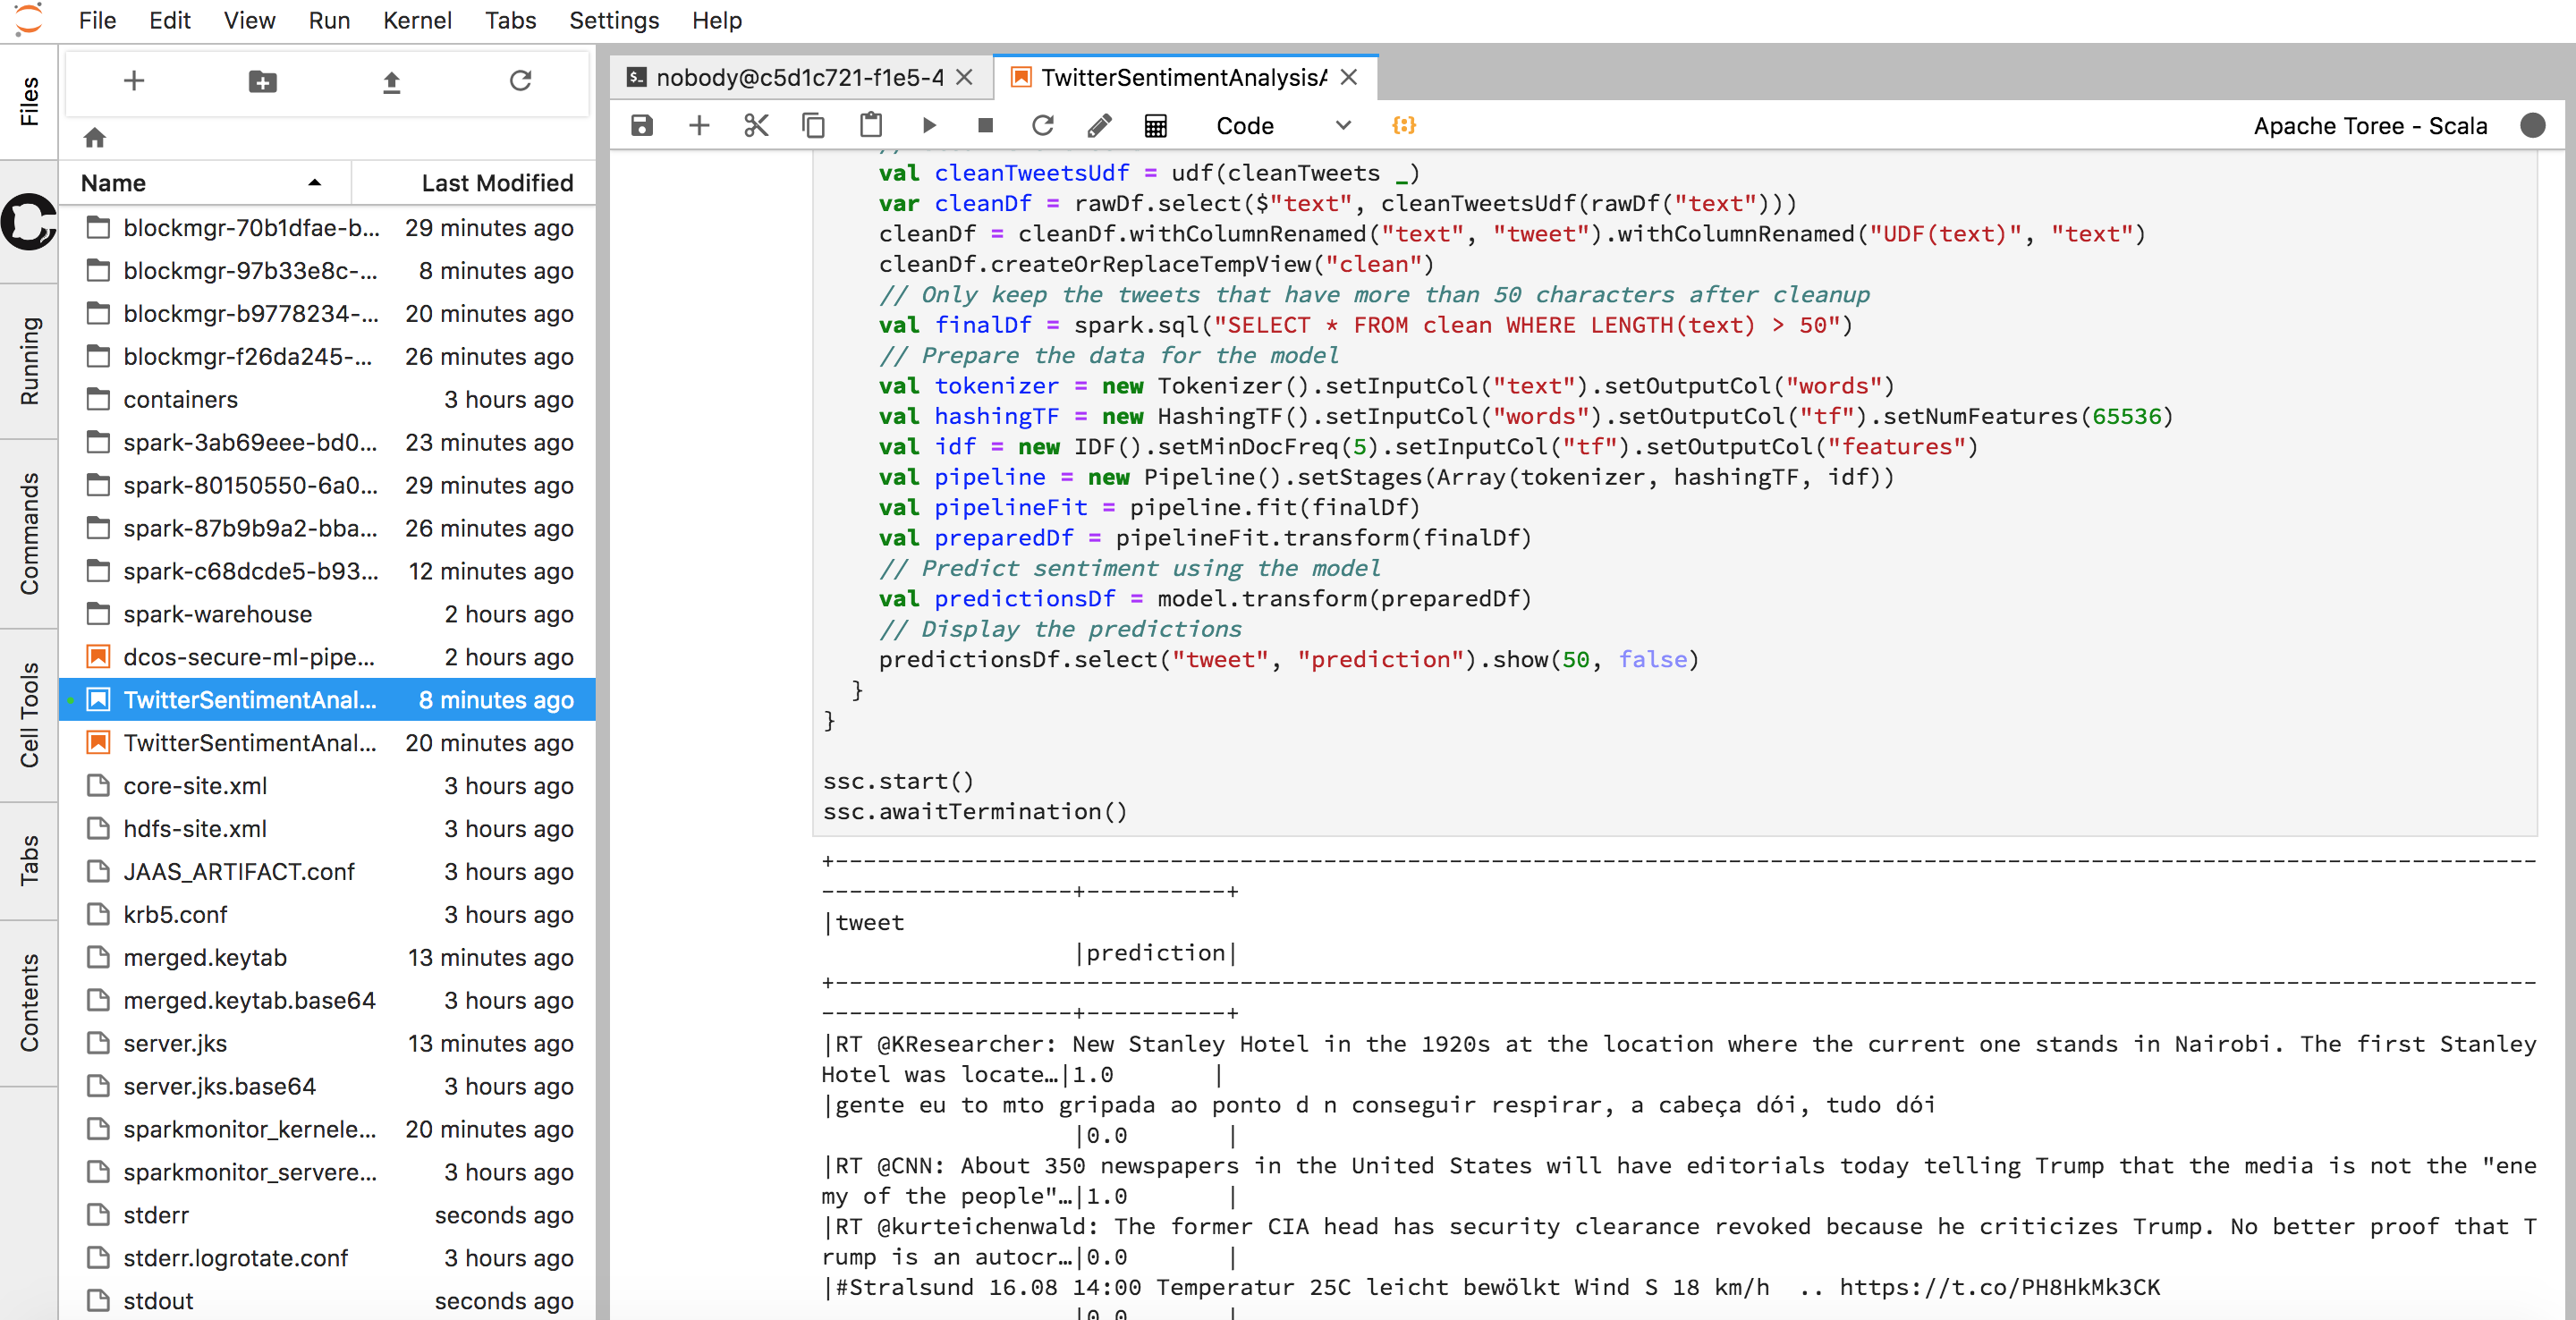 File Edit View Run Kernel Tabs Settings Help
Files
Running
Commands
Cell Tools
Tabs
Contents
Name Last Modified
blockmgr-70b1dfae-b... 29 minutes ago
blockmgr-97b33e8c-... 8 minutes ago
blockmgr-b9778234-... 20 minutes ago
blockmgr-f26da245-... 26 minutes ago
containers 3 hours ago
spark-3ab69eee-bd0... 23 minutes ago
spark-80150550-6a0... 29 minutes ago
spark-87b9b9a2-bba... 26 minutes ago
spark-c68dcde5-b93... 12 minutes ago
spark-warehouse 2 hours ago
dcos-secure-ml-pipe... 2 hours ago
TwitterSentimentAnal... 8 minutes ago
TwitterSentimentAnal... 20 minutes ago
core-site.xml 3 hours ago
hdfs-site.xml 3 hours ago
JAAS_ARTIFACT.conf 3 hours ago
krb5.conf 3 hours ago
merged.keytab 13 minutes ago
merged.keytab.base64 3 hours ago
server.jks 13 minutes ago
server.jks.base64 3 hours ago
sparkmonitor_kernele... 20 minutes ago
sparkmonitor_servere... 3 hours ago
stderr seconds ago
stderr.logrotate.conf 3 hours ago
stdout seconds ago
nobody@c5d1c721-f1e5-4 TwitterSentimentAnalysis
Code Apache Toree - Scala
val cleanTweetsUdf = udf(cleanTweets _)
var cleanDf = rawDf.select($"text", cleanTweetsUdf(rawDf("text")))
cleanDf = cleanDf.withColumnRenamed("text", "tweet").withColumnRenamed("UDF(text)", "text")
cleanDf.createOrReplaceTempView("clean")
// Only keep the tweets that have more than 50 characters after cleanup
val finalDf = spark.sql("SELECT * FROM clean WHERE LENGTH(text) > 50")
// Prepare the data for the model
val tokenizer = new Tokenizer().setInputCol("text").setOutputCol("words")
val hashingTF = new HashingTF().setInputCol("words").setOutputCol("tf").setNumFeatures(65536)
val idf = new IDF().setMinDocFreq(5).setInputCol("tf").setOutputCol("features")
val pipeline = new Pipeline().setStages(Array(tokenizer, hashingTF, idf))
val pipelineFit = pipeline.fit(finalDf)
val preparedDf = pipelineFit.transform(finalDf)
// Predict sentiment using the model
val predictionsDf = model.transform(preparedDf)
// Display the predictions
predictionsDf.select("tweet", "prediction").show(50, false)
}
}
ssc.start()
ssc.awaitTermination()
+--------------------------------------------------------------------------------------------------------------------------
------------------+----------+
|tweet
|prediction|
+--------------------------------------------------------------------------------------------------------------------------
------------------+----------+
|RT @KResearcher: New Stanley Hotel in the 1920s at the location where the current one stands in Nairobi. The first Stanley
Hotel was locate…|1.0 |
|gente eu to mto gripada ao ponto d n conseguir respirar, a cabeça dói, tudo dói
|0.0 |
|RT @CNN: About 350 newspapers in the United States will have editorials today telling Trump that the media is not the "ene
my of the people"…|1.0 |
|RT @kurteichenwald: The former CIA head has security clearance revoked because he criticizes Trump. No better proof that T
rump is an autocr…|0.0 |
|#Stralsund 16.08 14:00 Temperatur 25C leicht bewölkt Wind S 18 km/h .. https://t.co/PH8HkMk3CK
|0.0 |